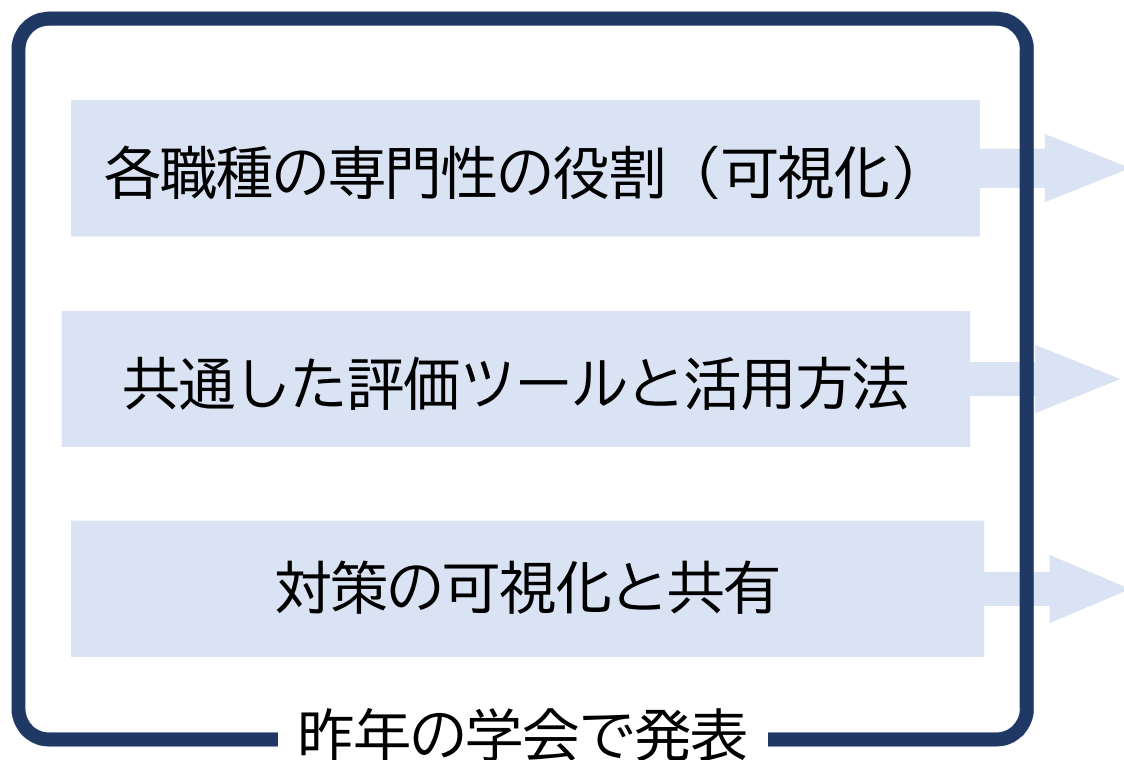 各職種の専門性の役割（可視化）
共通した評価ツールと活用方法
対策の可視化と共有
昨年の学会で発表